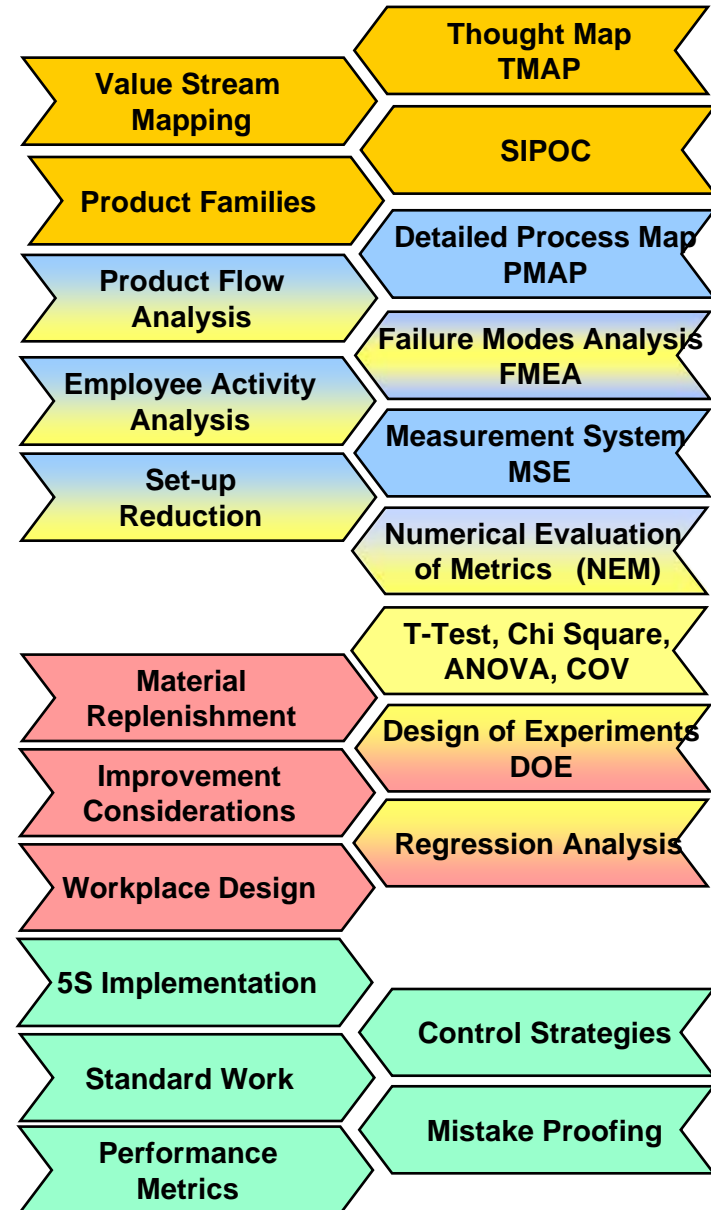 Thought Map
TMAP
Value Stream
Mapping
SIPOC
Product Families
Detailed Process Map
PMAP
Product Flow
Analysis
Failure Modes Analysis
FMEA
Employee Activity
Analysis
Measurement System
MSE
Set-up
Reduction
Numerical Evaluation
of Metrics (NEM)
T-Test, Chi Square,
ANOVA, COV
Material
Replenishment
Design of Experiments
DOE
Improvement
Considerations
Regression Analysis
Workplace Design
5S Implementation
Control Strategies
Standard Work
Mistake Proofing
Performance
Metrics